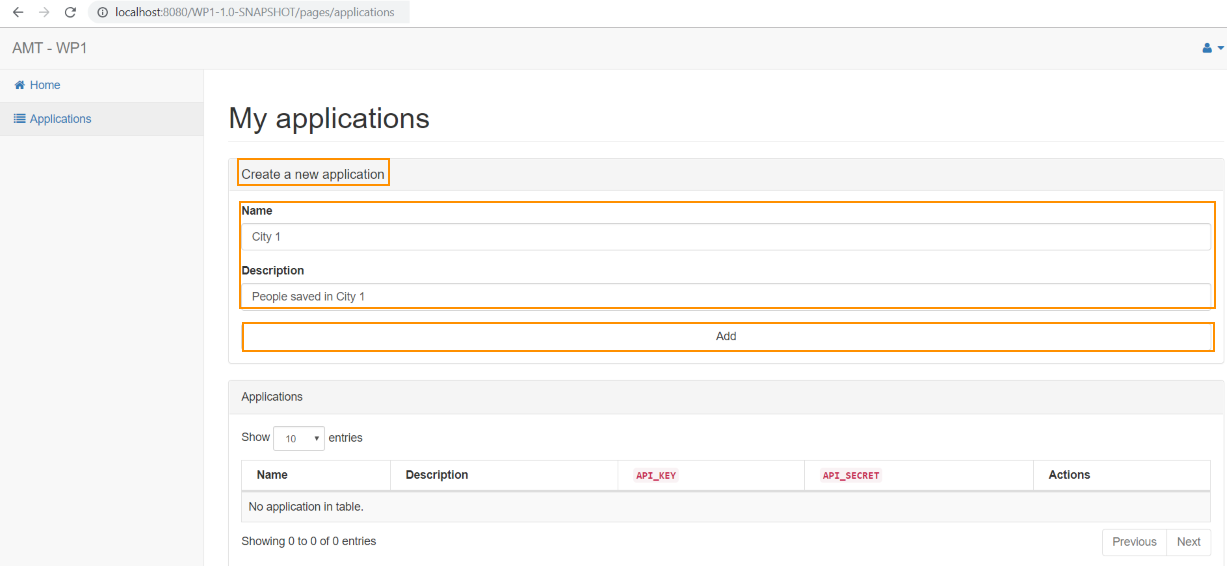 localhost:8080/WP1-1.0-SNAPSHOT/pages/applications
AMT - WP1
Home
Applications
My applications
Create a new application
Name
City 1
Description
People saved in City 1
Add
Applications
Show 10 entries
Name Description API_KEY API_SECRET Actions
No application in table.
Showing 0 to 0 of 0 entries Previous Next